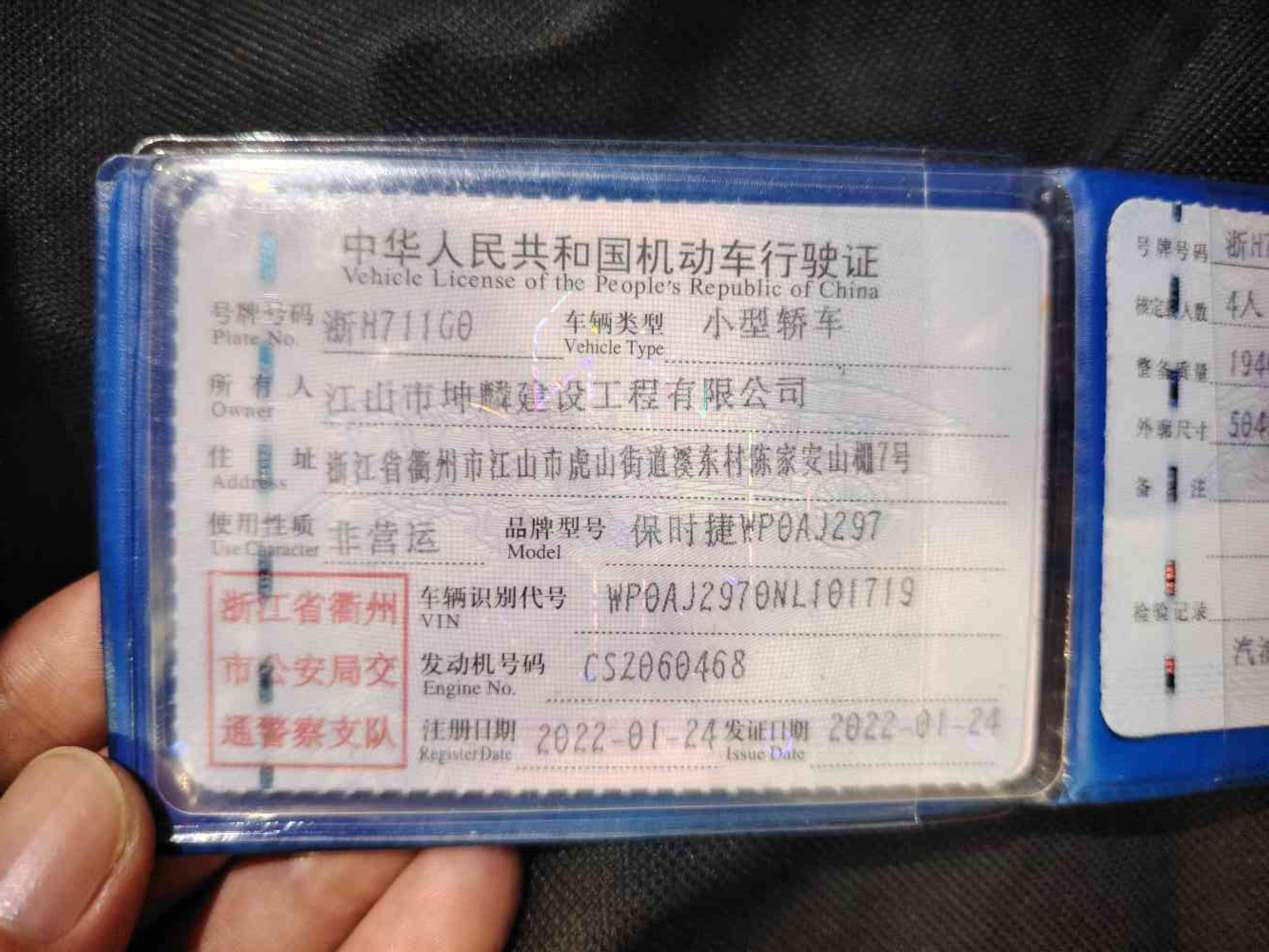 中华人民共和国机动车行驶证
Vehicle License of the People's Republic of China
号牌号码 浙H711G0 车辆类型 小型轿车
Plate No. Vehicle Type
所有人 江山市坤麟建设工程有限公司
Owner
住址 浙江省衢州市江山市虎山街道溪东村陈家安山棚7号
Address
使用性质 非营运 品牌型号 保时捷WP0AJ297
Use Character Model
浙江省衢州
市公安局交
通警察支队
车辆识别代号 WP0AJ2970NL101719
VIN
发动机号码 CSZ060468
Engine No.
注册日期 2022-01-24 发证日期 2022-01-24
Register Date Issue Date
号牌号码 浙H7
核定载人数 4人
整备质量 194
外廓尺寸 504
备注
检验记录
汽油